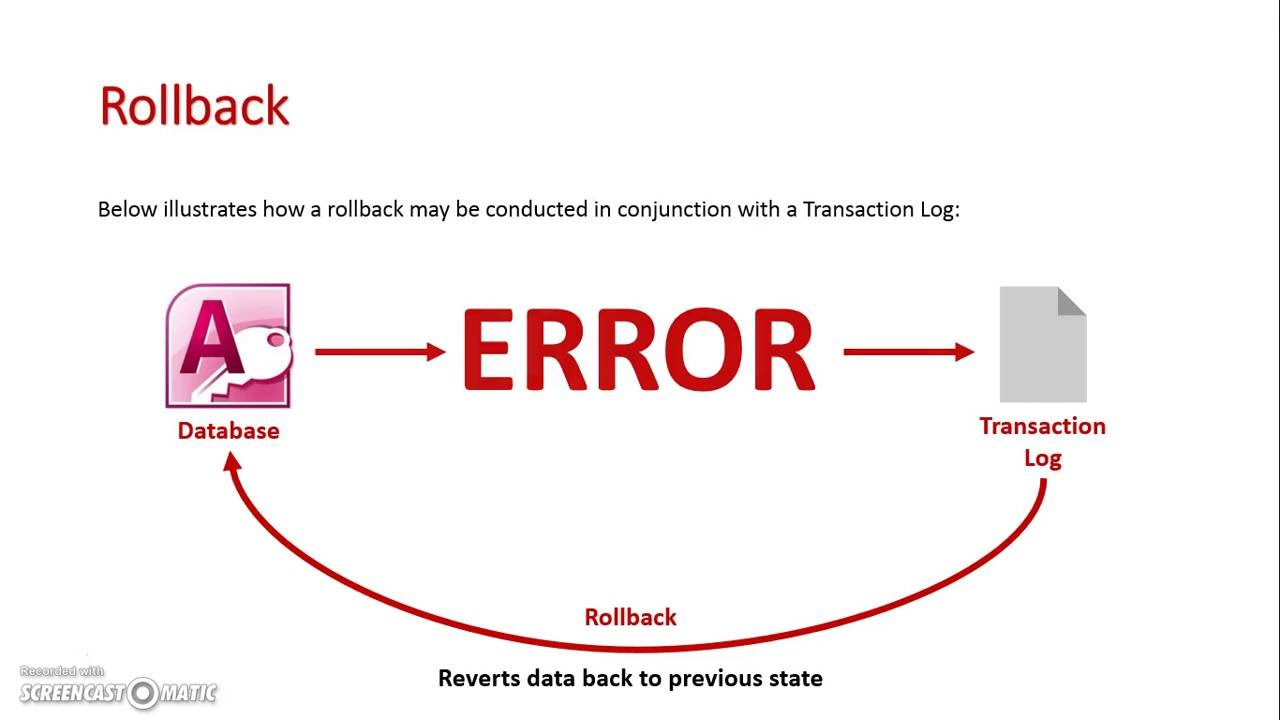 Rollback
Below illustrates how a rollback may be conducted in conjunction with a Transaction Log:
A
ERROR
Database
Transaction
Log
Rollback
Reverts data back to previous state
Recorded with
SCREENCAST MATIC